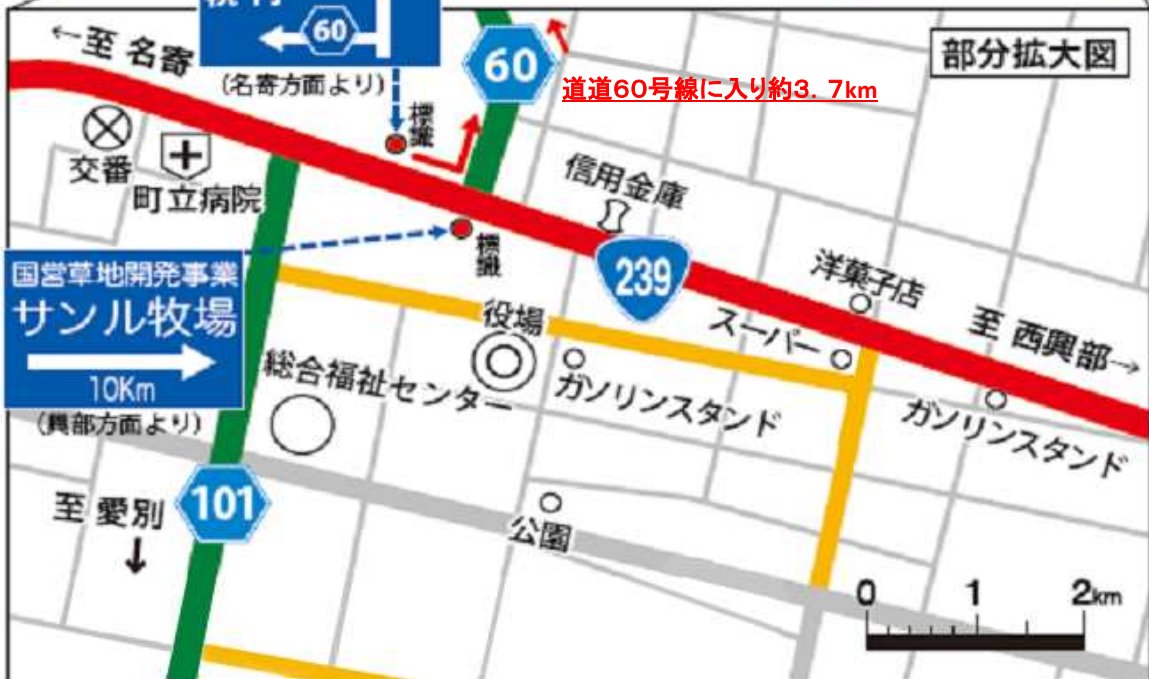 60
←至 名寄
(名寄方面より)
60
部分拡大図
道道60号線に入り約3. 7km
標識
交番
町立病院
信用金庫
標識
239
国営草地開発事業
サンル牧場
10Km
(興部方面より)
洋菓子店
役場
スーパー
至 西興部→
総合福祉センター
ガソリンスタンド
ガソリンスタンド
至 愛別
↓
101
公園
0 1 2km